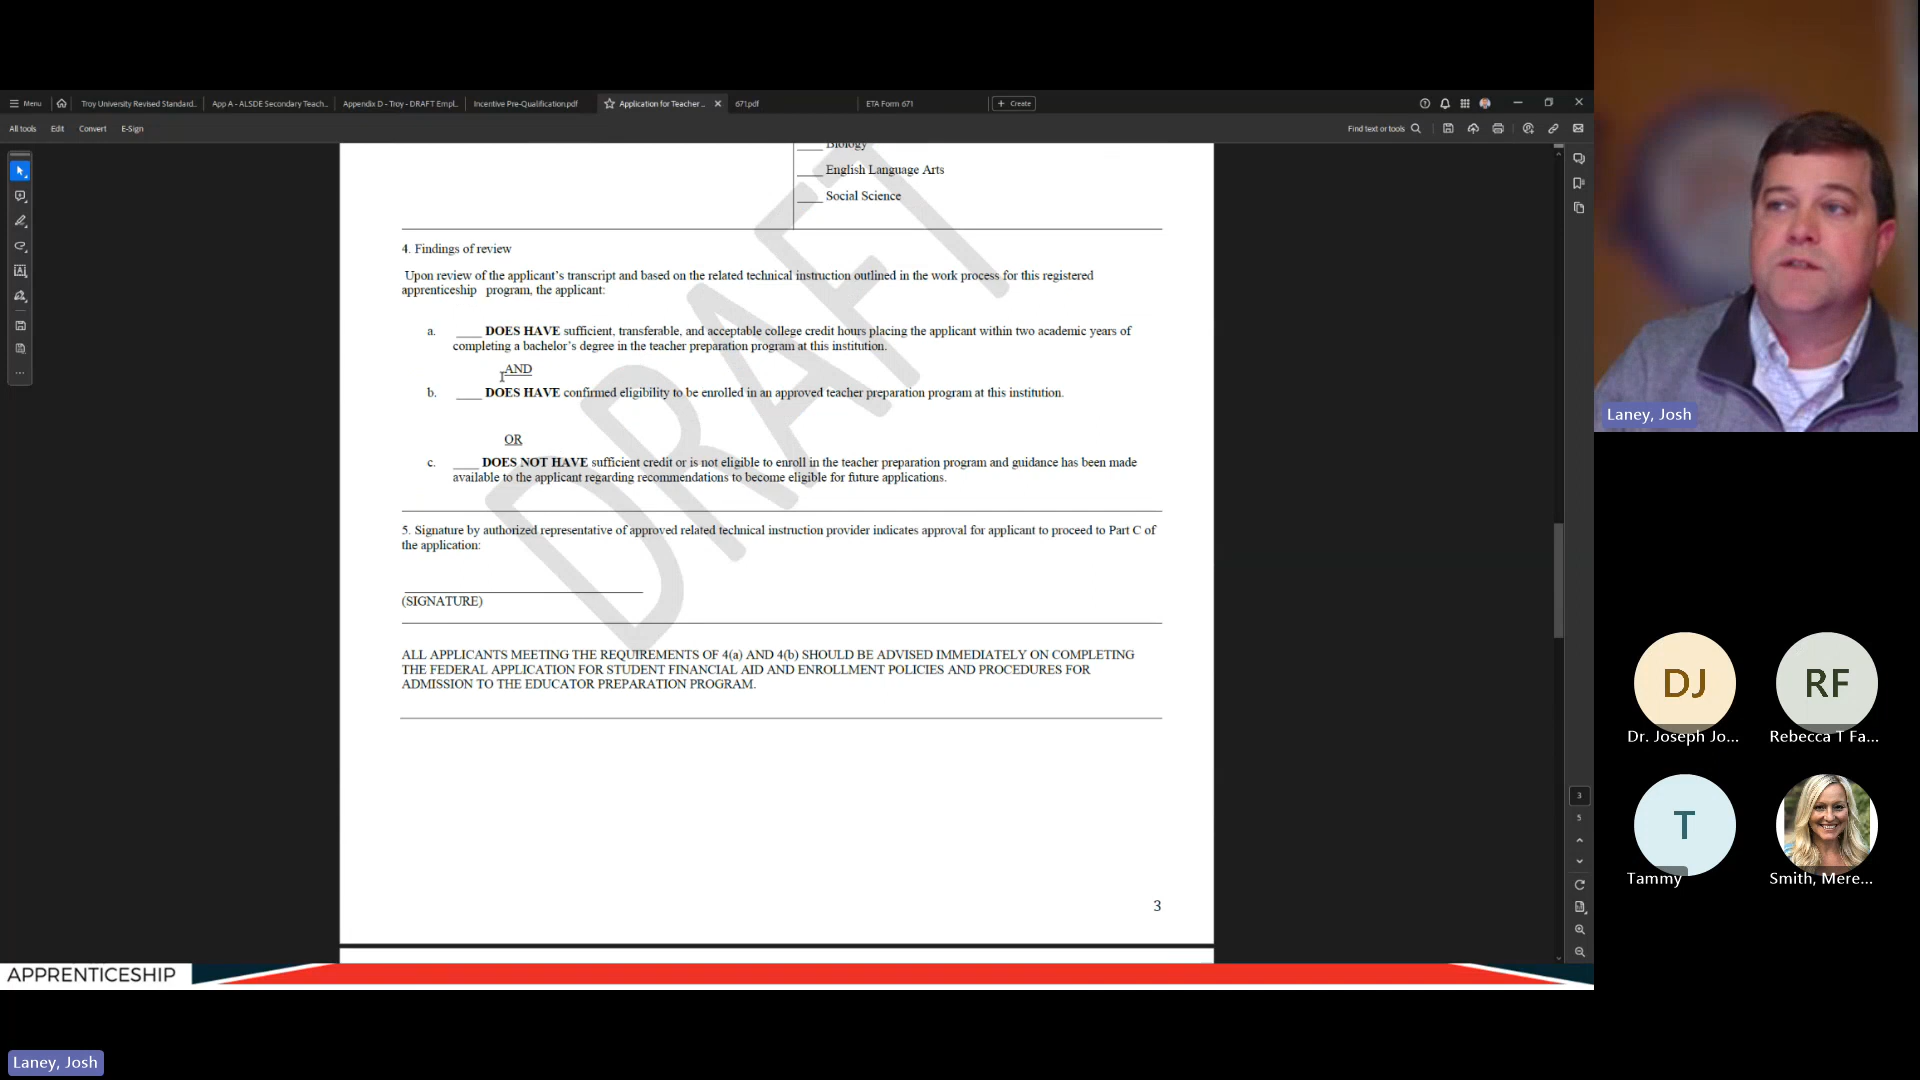 Menu
Troy University Revised Standard...
App A - ALSDE Secondary Teach...
Appendix D - Troy - DRAFT Empl...
Incentive Pre-Qualification.pdf
Application for Teacher ...
671pdf
ETA Form 671
+ Create
All tools
Edit
Convert
E-Sign
Find text or tools
____ Biology
____ English Language Arts
____ Social Science
4. Findings of review
Upon review of the applicant’s transcript and based on the related technical instruction outlined in the work process for this registered
apprenticeship program, the applicant:
a. ____ DOES HAVE sufficient, transferable, and acceptable college credit hours placing the applicant within two academic years of
completing a bachelor’s degree in the teacher preparation program at this institution.
AND
b. ____ DOES HAVE confirmed eligibility to be enrolled in an approved teacher preparation program at this institution.
OR
c. ____ DOES NOT HAVE sufficient credit or is not eligible to enroll in the teacher preparation program and guidance has been made
available to the applicant regarding recommendations to become eligible for future applications.
5. Signature by authorized representative of approved related technical instruction provider indicates approval for applicant to proceed to Part C of
the application:
(SIGNATURE)
ALL APPLICANTS MEETING THE REQUIREMENTS OF 4(a) AND 4(b) SHOULD BE ADVISED IMMEDIATELY ON COMPLETING
THE FEDERAL APPLICATION FOR STUDENT FINANCIAL AID AND ENROLLMENT POLICIES AND PROCEDURES FOR
ADMISSION TO THE EDUCATOR PREPARATION PROGRAM.
3
DRAFT
3
5
APPRENTICESHIP
Laney, Josh
Laney, Josh
DJ
Dr. Joseph Jo...
RF
Rebecca T Fa...
T
Tammy
Smith, Mere...